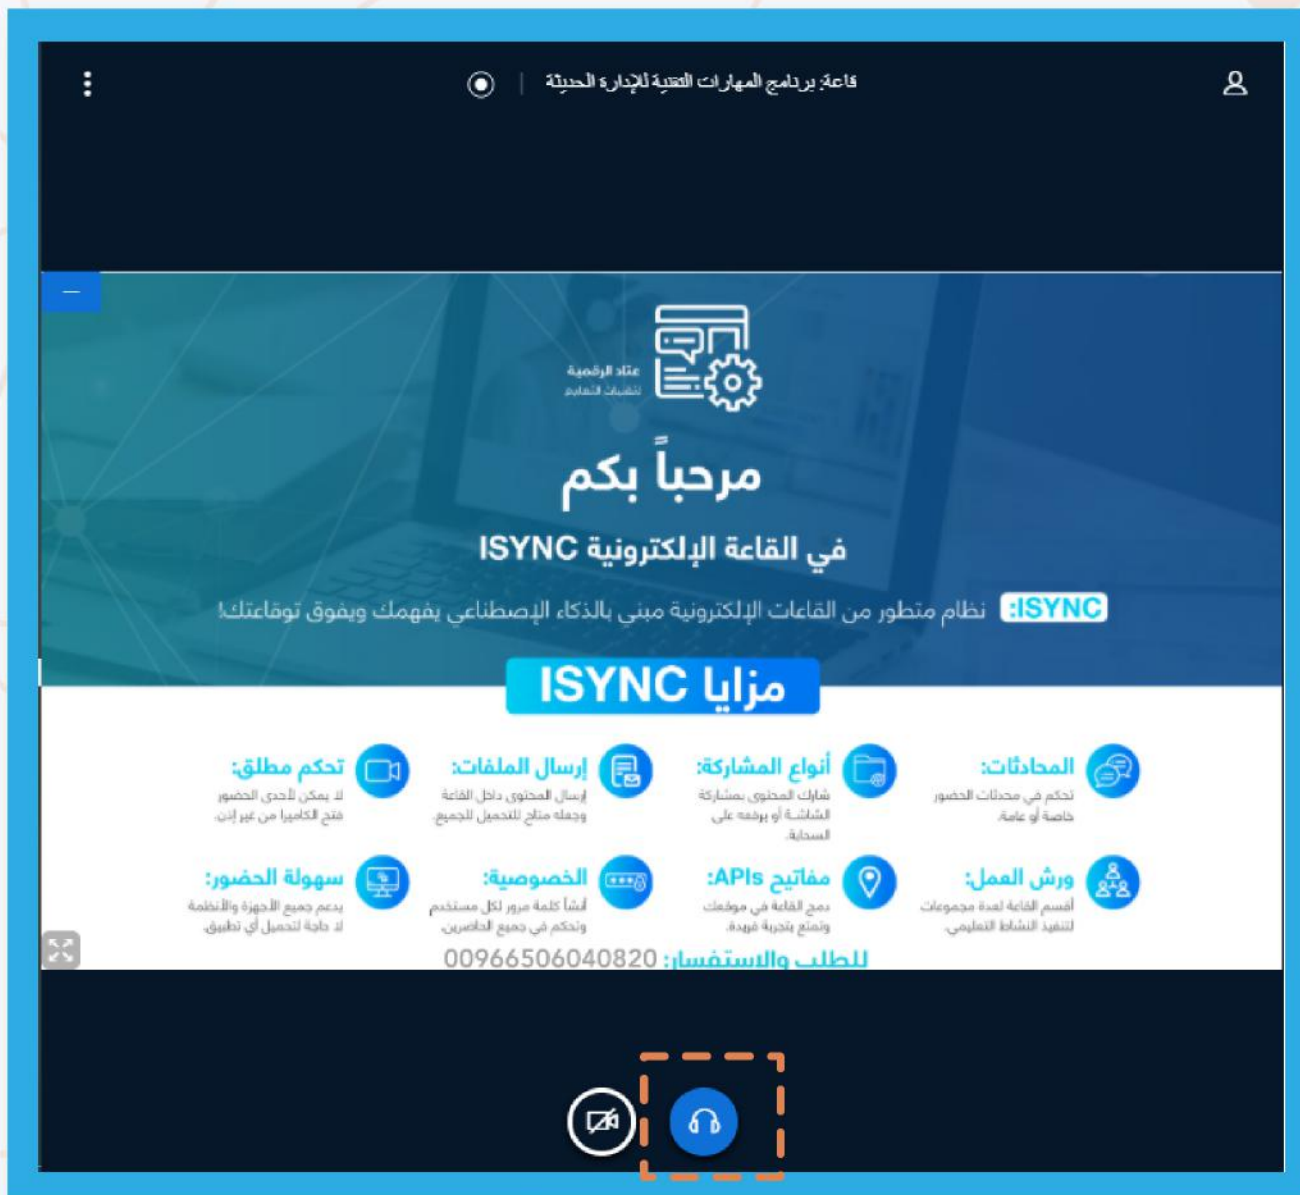 قاعة: برنامج المهارات التقنية للإدارة الحديثة
عتاد الرقمية
لتقنيات التعليم
مرحباً بكم
في القاعة الإلكترونية ISYNC
ISYNC: نظام متطور من القاعات الإلكترونية مبني بالذكاء الإصطناعي يفهمك ويفوق توقاعتك!
مزايا ISYNC
المحادثات:
تحكم في محدثات الحضور
خاصة أو عامة.
أنواع المشاركة:
شارك المحتوى بمشاركة
الشاشة أو برفعه على
السحابة.
إرسال الملفات:
إرسال المحتوى داخل القاعة
وجعله متاح للتحميل للجميع.
تحكم مطلق:
لا يمكن لأحدى الحضور
فتح الكاميرا من غير إذن.
ورش العمل:
أقسم القاعة لعدة مجموعات
لتنفيذ النشاط التعليمي.
مفاتيح APIs:
دمج القاعة في موقعك
وتمتع بتجربة فريدة.
الخصوصية:
أنشأ كلمة مرور لكل مستخدم
وتحكم في جميع الحاضرين.
سهولة الحضور:
يدعم جميع الأجهزة والأنظمة
لا حاجة لتحميل أي تطبيق.
للطلب والاستفسار: 00966506040820